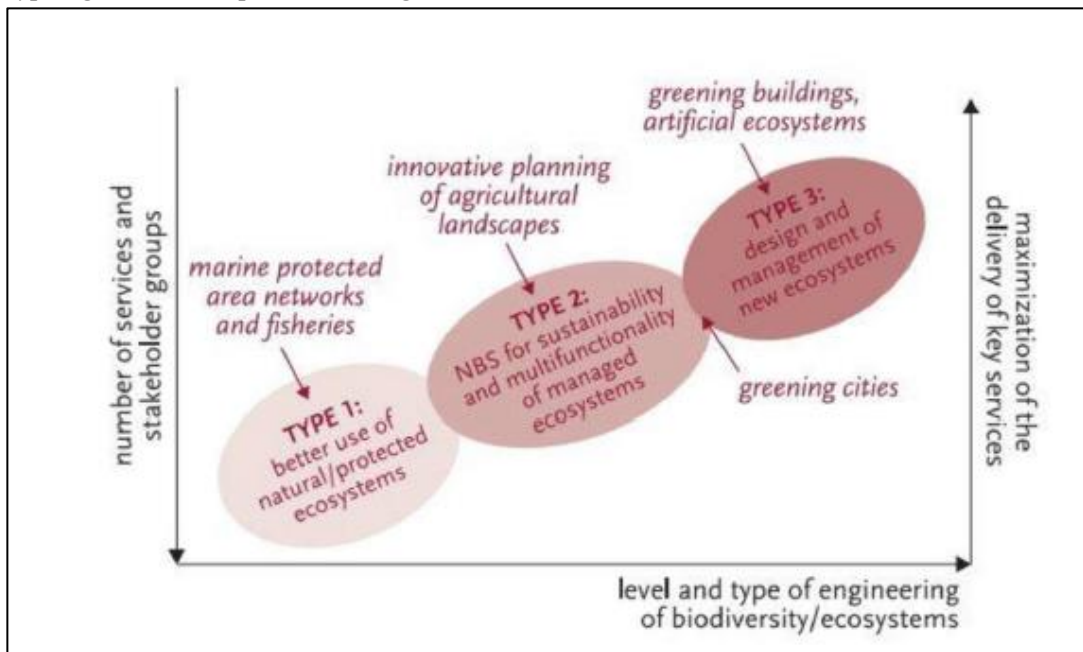 greening buildings,
artificial ecosystems
innovative planning
of agricultural
landscapes
marine protected
area networks
and fisheries
TYPE 1:
better use of
natural/protected
ecosystems
TYPE 2:
NBS for sustainability
and multifunctionality
of managed
ecosystems
TYPE 3:
design and
management of
new ecosystems
greening cities
number of services and
stakeholder groups
maximization of the
delivery of key services
level and type of engineering
of biodiversity/ecosystems